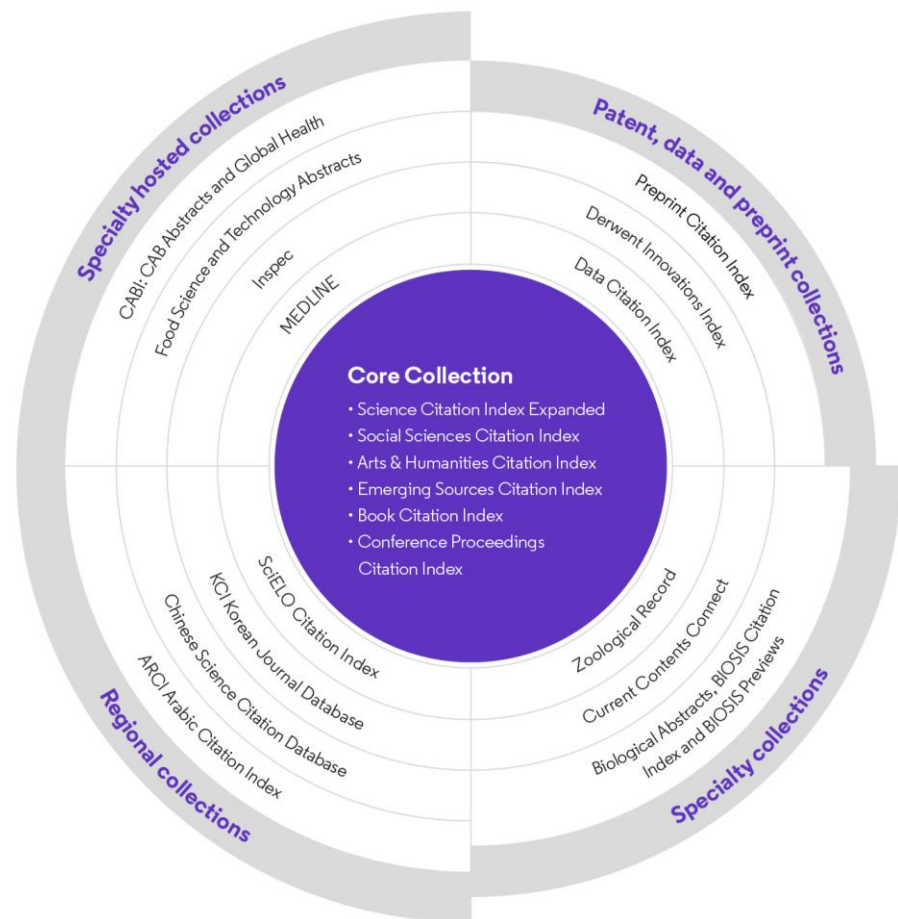 Specialty hosted collections
CABI: CAB Abstracts and Global Health
Food Science and Technology Abstracts
Inspec
MEDLINE
Patent, data and preprint collections
Preprint Citation Index
Derwent Innovations Index
Data Citation Index
Core Collection
• Science Citation Index Expanded
• Social Sciences Citation Index
• Arts & Humanities Citation Index
• Emerging Sources Citation Index
• Book Citation Index
• Conference Proceedings
Citation Index
SciELO Citation Index
KCI Korean Journal Database
Chinese Science Citation Database
ARCI Arabic Citation Index
Regional collections
Zoological Record
Current Contents Connect
Biological Abstracts, BIOSIS Citation
Index and BIOSIS Previews
Specialty collections